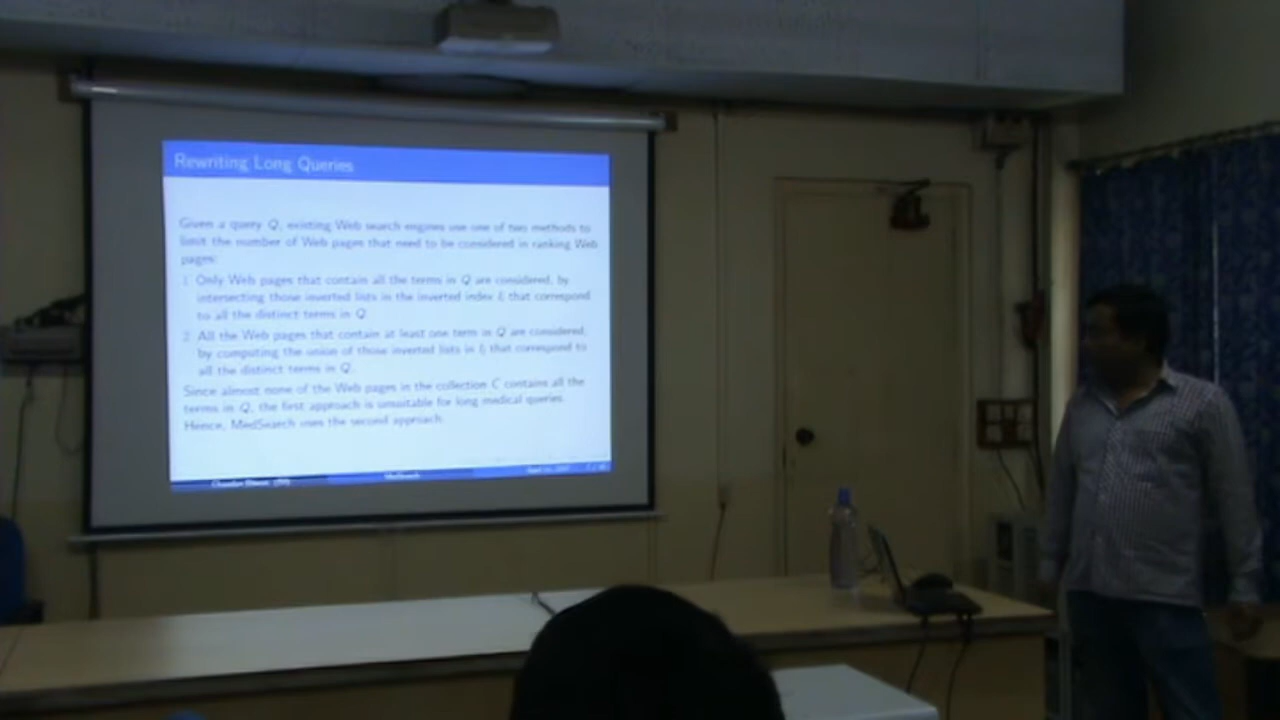 Rewriting Long Queries
Given a query Q, existing Web search engines use one of two methods to
limit the number of Web pages that need to be considered in ranking Web
pages:
1 Only Web pages that contain all the terms in Q are considered, by
intersecting those inverted lists in the inverted index I that correspond
to all the distinct terms in Q.
2 All the Web pages that contain at least one term in Q are considered,
by computing the union of those inverted lists in I that correspond to
all the distinct terms in Q.
Since almost none of the Web pages in the collection C contains all the
terms in Q, the first approach is unsuitable for long medical queries.
Hence, MedSearch uses the second approach.
MedSearch